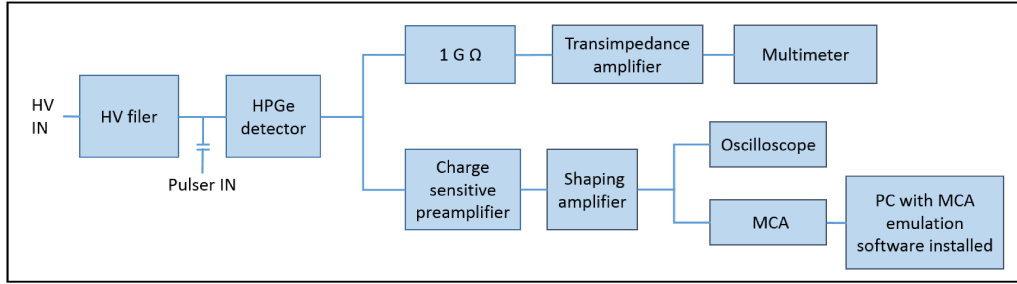 HV
IN
HV filer
Pulser IN
HPGe
detector
1 G Ω
Transimpedance
amplifier
Multimeter
Charge
sensitive
preamplifier
Shaping
amplifier
Oscilloscope
MCA
PC with MCA
emulation
software installed